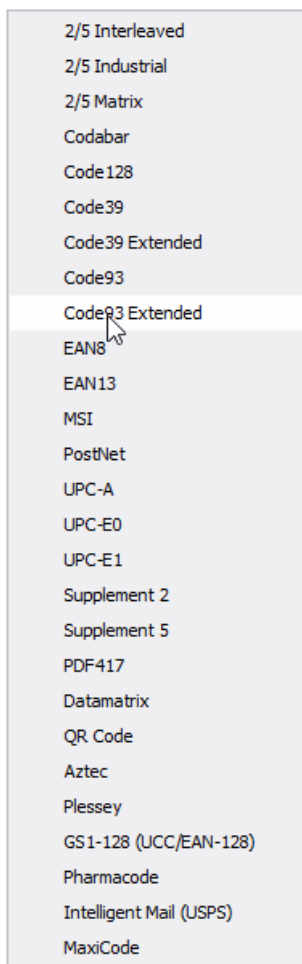 2/5 Interleaved
2/5 Industrial
2/5 Matrix
Codabar
Code128
Code39
Code39 Extended
Code93
Code93 Extended
EAN8
EAN13
MSI
PostNet
UPC-A
UPC-E0
UPC-E1
Supplement 2
Supplement 5
PDF417
Datamatrix
QR Code
Aztec
Plessey
GS1-128 (UCC/EAN-128)
Pharmacode
Intelligent Mail (USPS)
MaxiCode